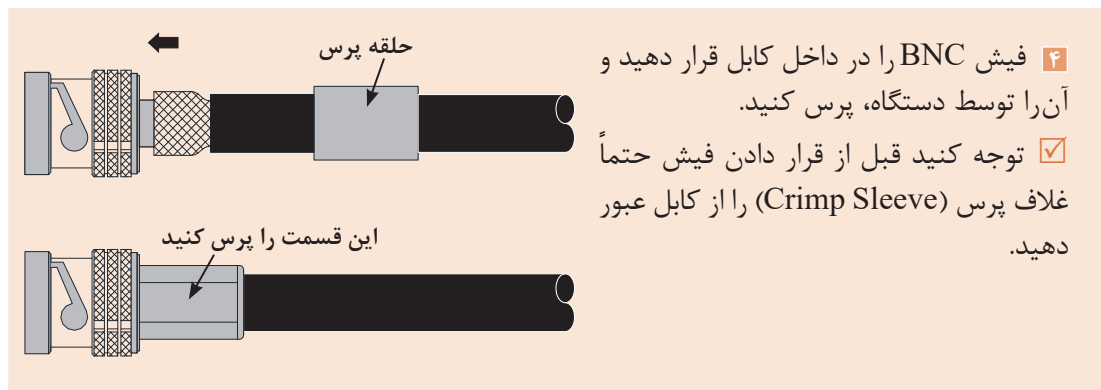 ۴ فیش BNC را در داخل کابل قرار دهید و
آن‌را توسط دستگاه، پرس کنید.
توجه کنید قبل از قرار دادن فیش حتماً
غلاف پرس (Crimp Sleeve) را از کابل عبور
دهید.
حلقه پرس
این قسمت را پرس کنید